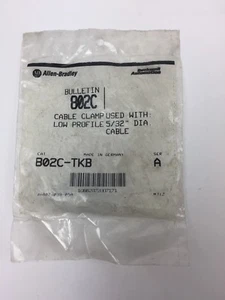 Allen-Bradley
BULLETIN
802C
CABLE CLAMP USED WITH:
LOW PROFILE 5/32" DIA
CABLE
CAT SER
802C-TKB A
MADE IN GERMANY